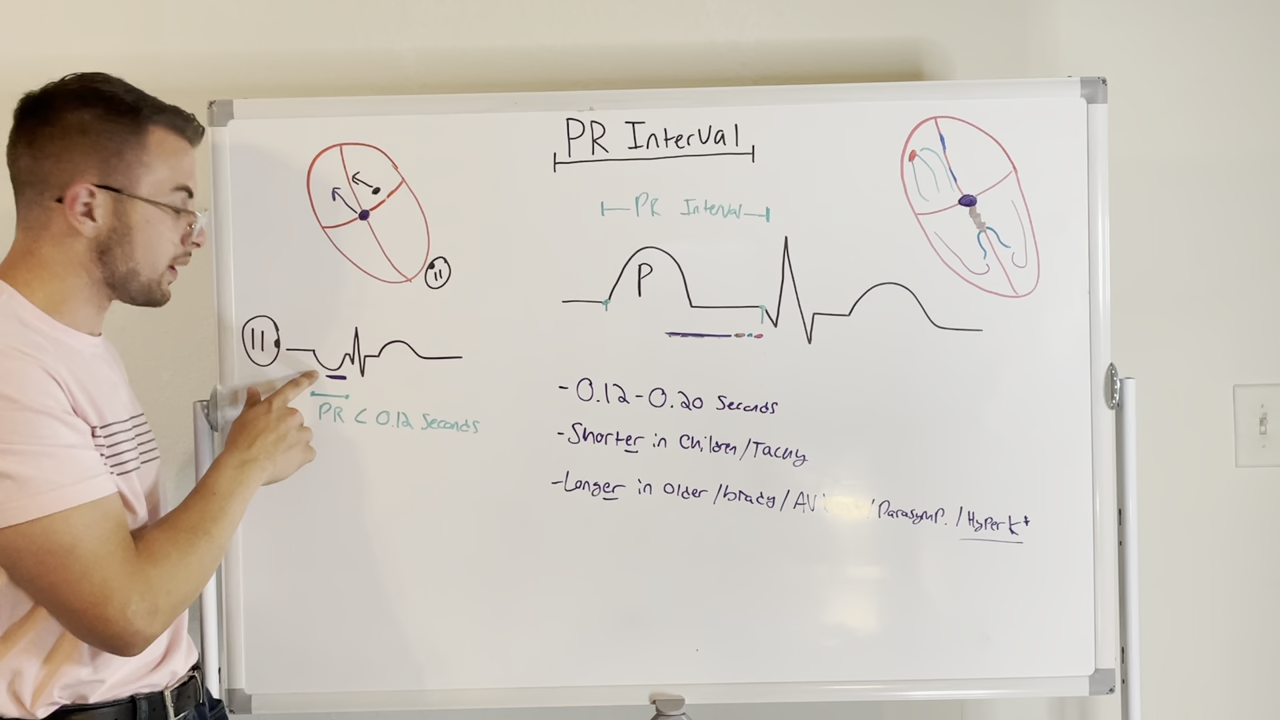 PR Interval
PR Interval
P
II
II
PR < 0.12 Seconds
-0.12-0.20 Seconds
-Shorter in Children/Tachy
-Longer in Older/brady/AV /Parasymp. /HyperK+